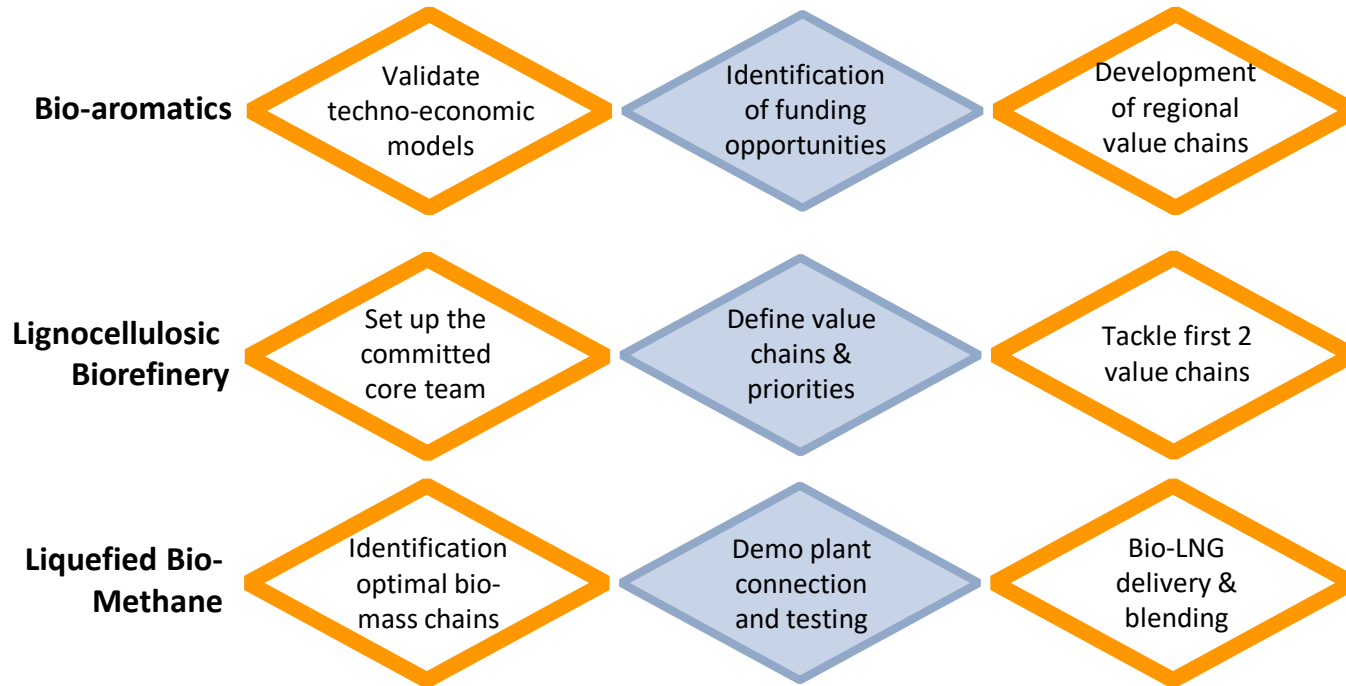 Bio-aromatics
Validate
techno-economic
models
Identification
of funding
opportunities
Development
of regional
value chains
Lignocellulosic
Biorefinery
Set up the
committed
core team
Define value
chains &
priorities
Tackle first 2
value chains
Liquefied Bio-
Methane
Identification
optimal bio-
mass chains
Demo plant
connection
and testing
Bio-LNG
delivery &
blending